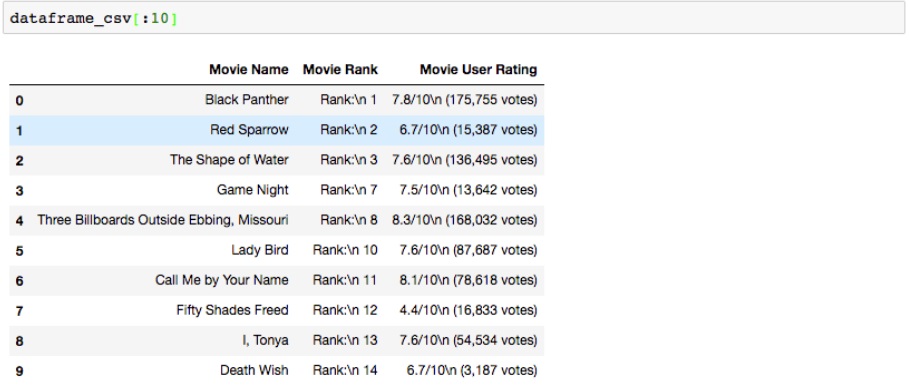 dataframe_csv[:10]
Movie Name Movie Rank Movie User Rating
0 Black Panther Rank:\n 1 7.8/10\n (175,755 votes)
1 Red Sparrow Rank:\n 2 6.7/10\n (15,387 votes)
2 The Shape of Water Rank:\n 3 7.6/10\n (136,495 votes)
3 Game Night Rank:\n 7 7.5/10\n (13,642 votes)
4 Three Billboards Outside Ebbing, Missouri Rank:\n 8 8.3/10\n (168,032 votes)
5 Lady Bird Rank:\n 10 7.6/10\n (87,687 votes)
6 Call Me by Your Name Rank:\n 11 8.1/10\n (78,618 votes)
7 Fifty Shades Freed Rank:\n 12 4.4/10\n (16,833 votes)
8 I, Tonya Rank:\n 13 7.6/10\n (54,534 votes)
9 Death Wish Rank:\n 14 6.7/10\n (3,187 votes)